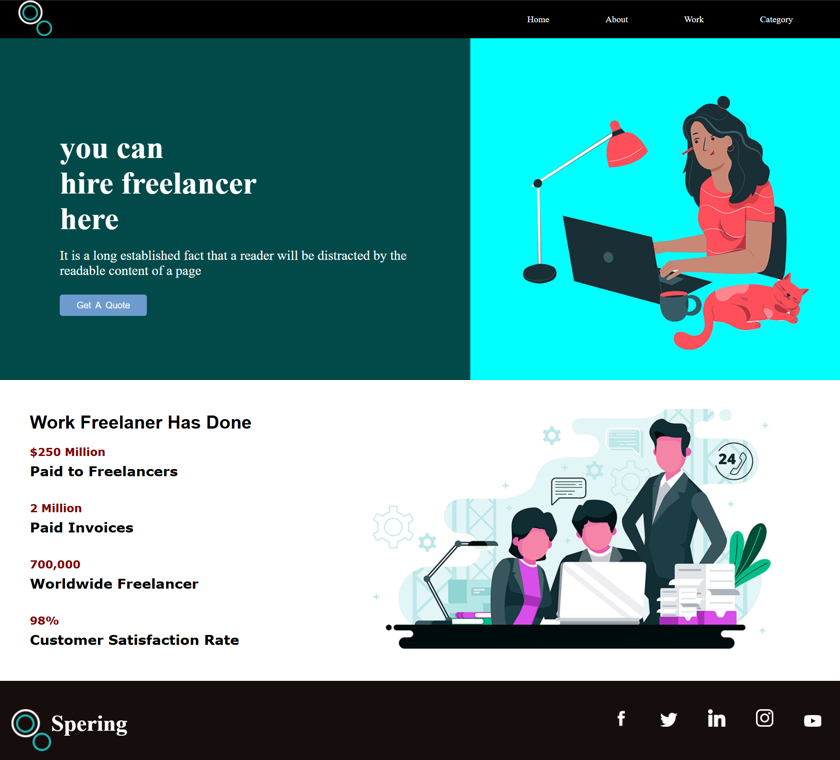 Home
About
Work
Category
you can
hire freelancer
here
It is a long established fact that a reader will be distracted by the
readable content of a page
Get A Quote
Work Freelaner Has Done
$250 Million
Paid to Freelancers
2 Million
Paid Invoices
700,000
Worldwide Freelancer
98%
Customer Satisfaction Rate
24
Spering